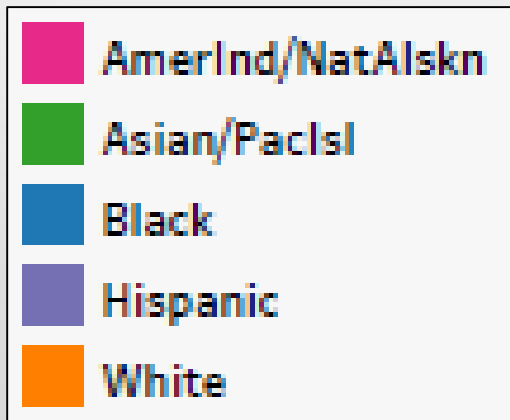 AmerInd/NatAlskn
Asian/PacIsl
Black
Hispanic
White